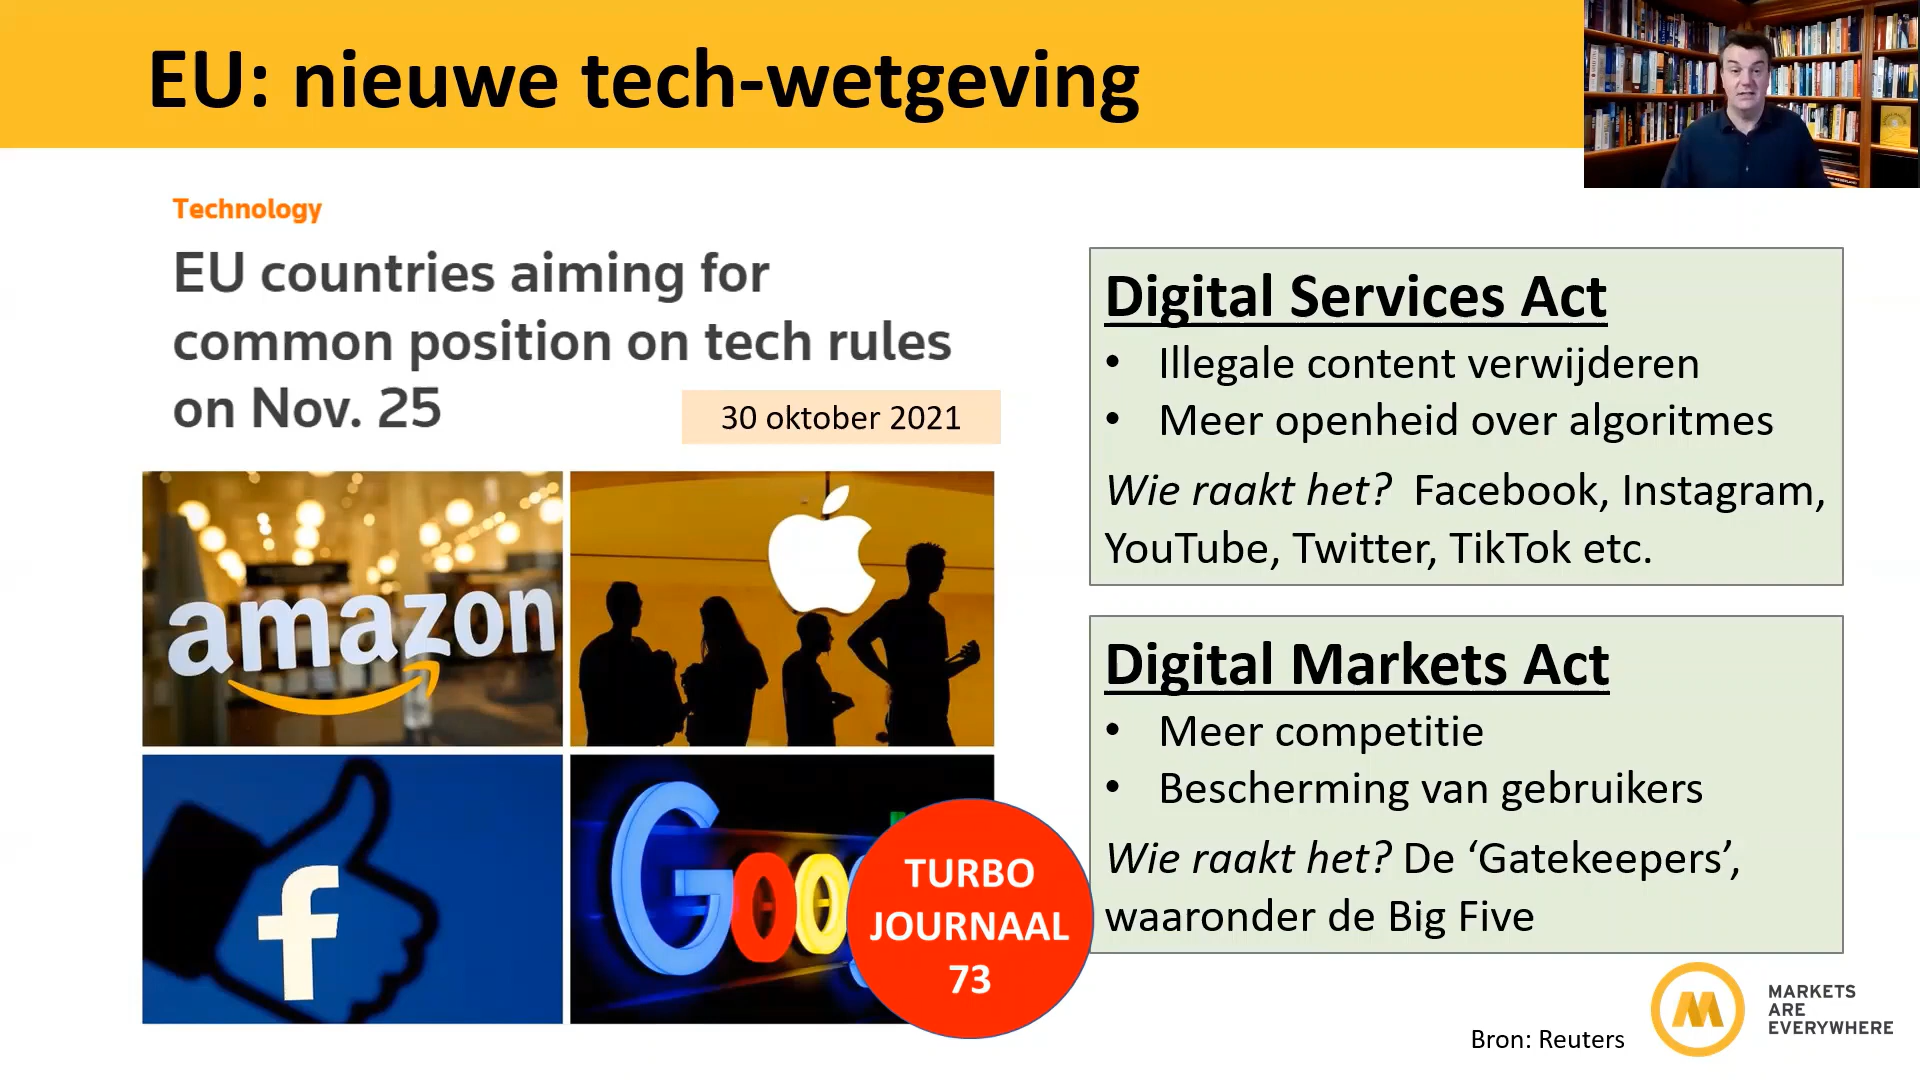 EU: nieuwe tech-wetgeving
Technology
EU countries aiming for
common position on tech rules
on Nov. 25
30 oktober 2021
amazon
f
Goo
TURBO
JOURNAAL
73
Digital Services Act
• Illegale content verwijderen
• Meer openheid over algoritmes
Wie raakt het? Facebook, Instagram,
YouTube, Twitter, TikTok etc.
Digital Markets Act
• Meer competitie
• Bescherming van gebruikers
Wie raakt het? De ‘Gatekeepers’,
waaronder de Big Five
Bron: Reuters
MARKETS
ARE
EVERYWHERE